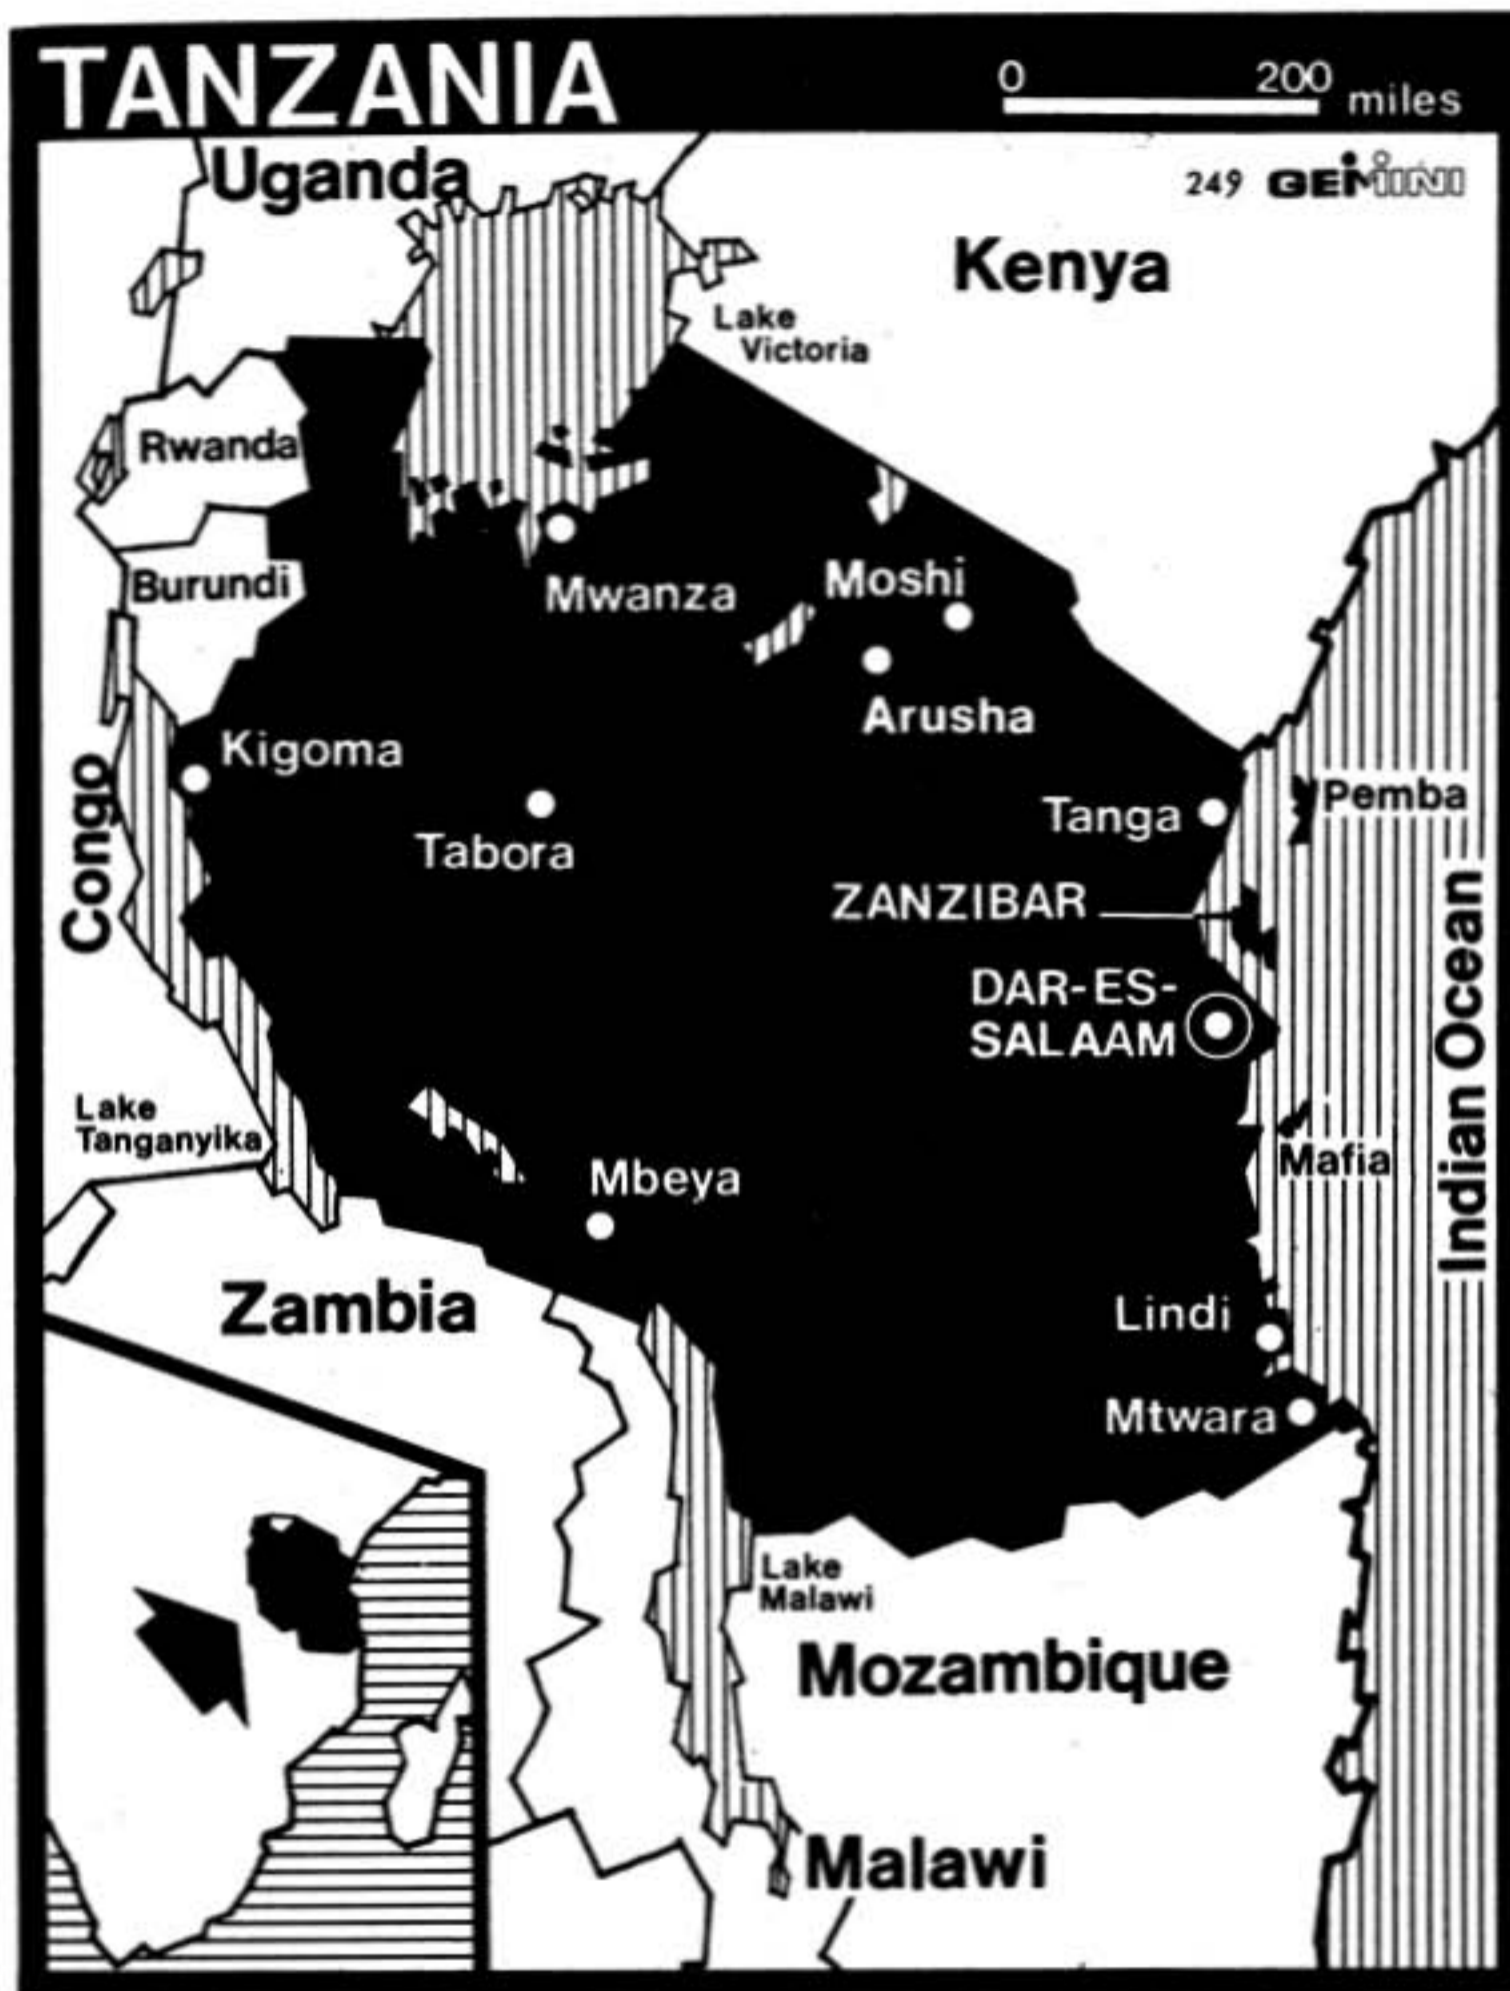 TANZANIA
0 200 miles
249 GEMINI
Uganda
Kenya
Lake
Victoria
Rwanda
Burundi
Mwanza
Moshi
Arusha
Kigoma
Congo
Tabora
Tanga
Pemba
ZANZIBAR
DAR-ES-
SALAAM
Indian Ocean
Lake
Tanganyika
Mafia
Mbeya
Zambia
Lindi
Mtwara
Lake
Malawi
Mozambique
Malawi